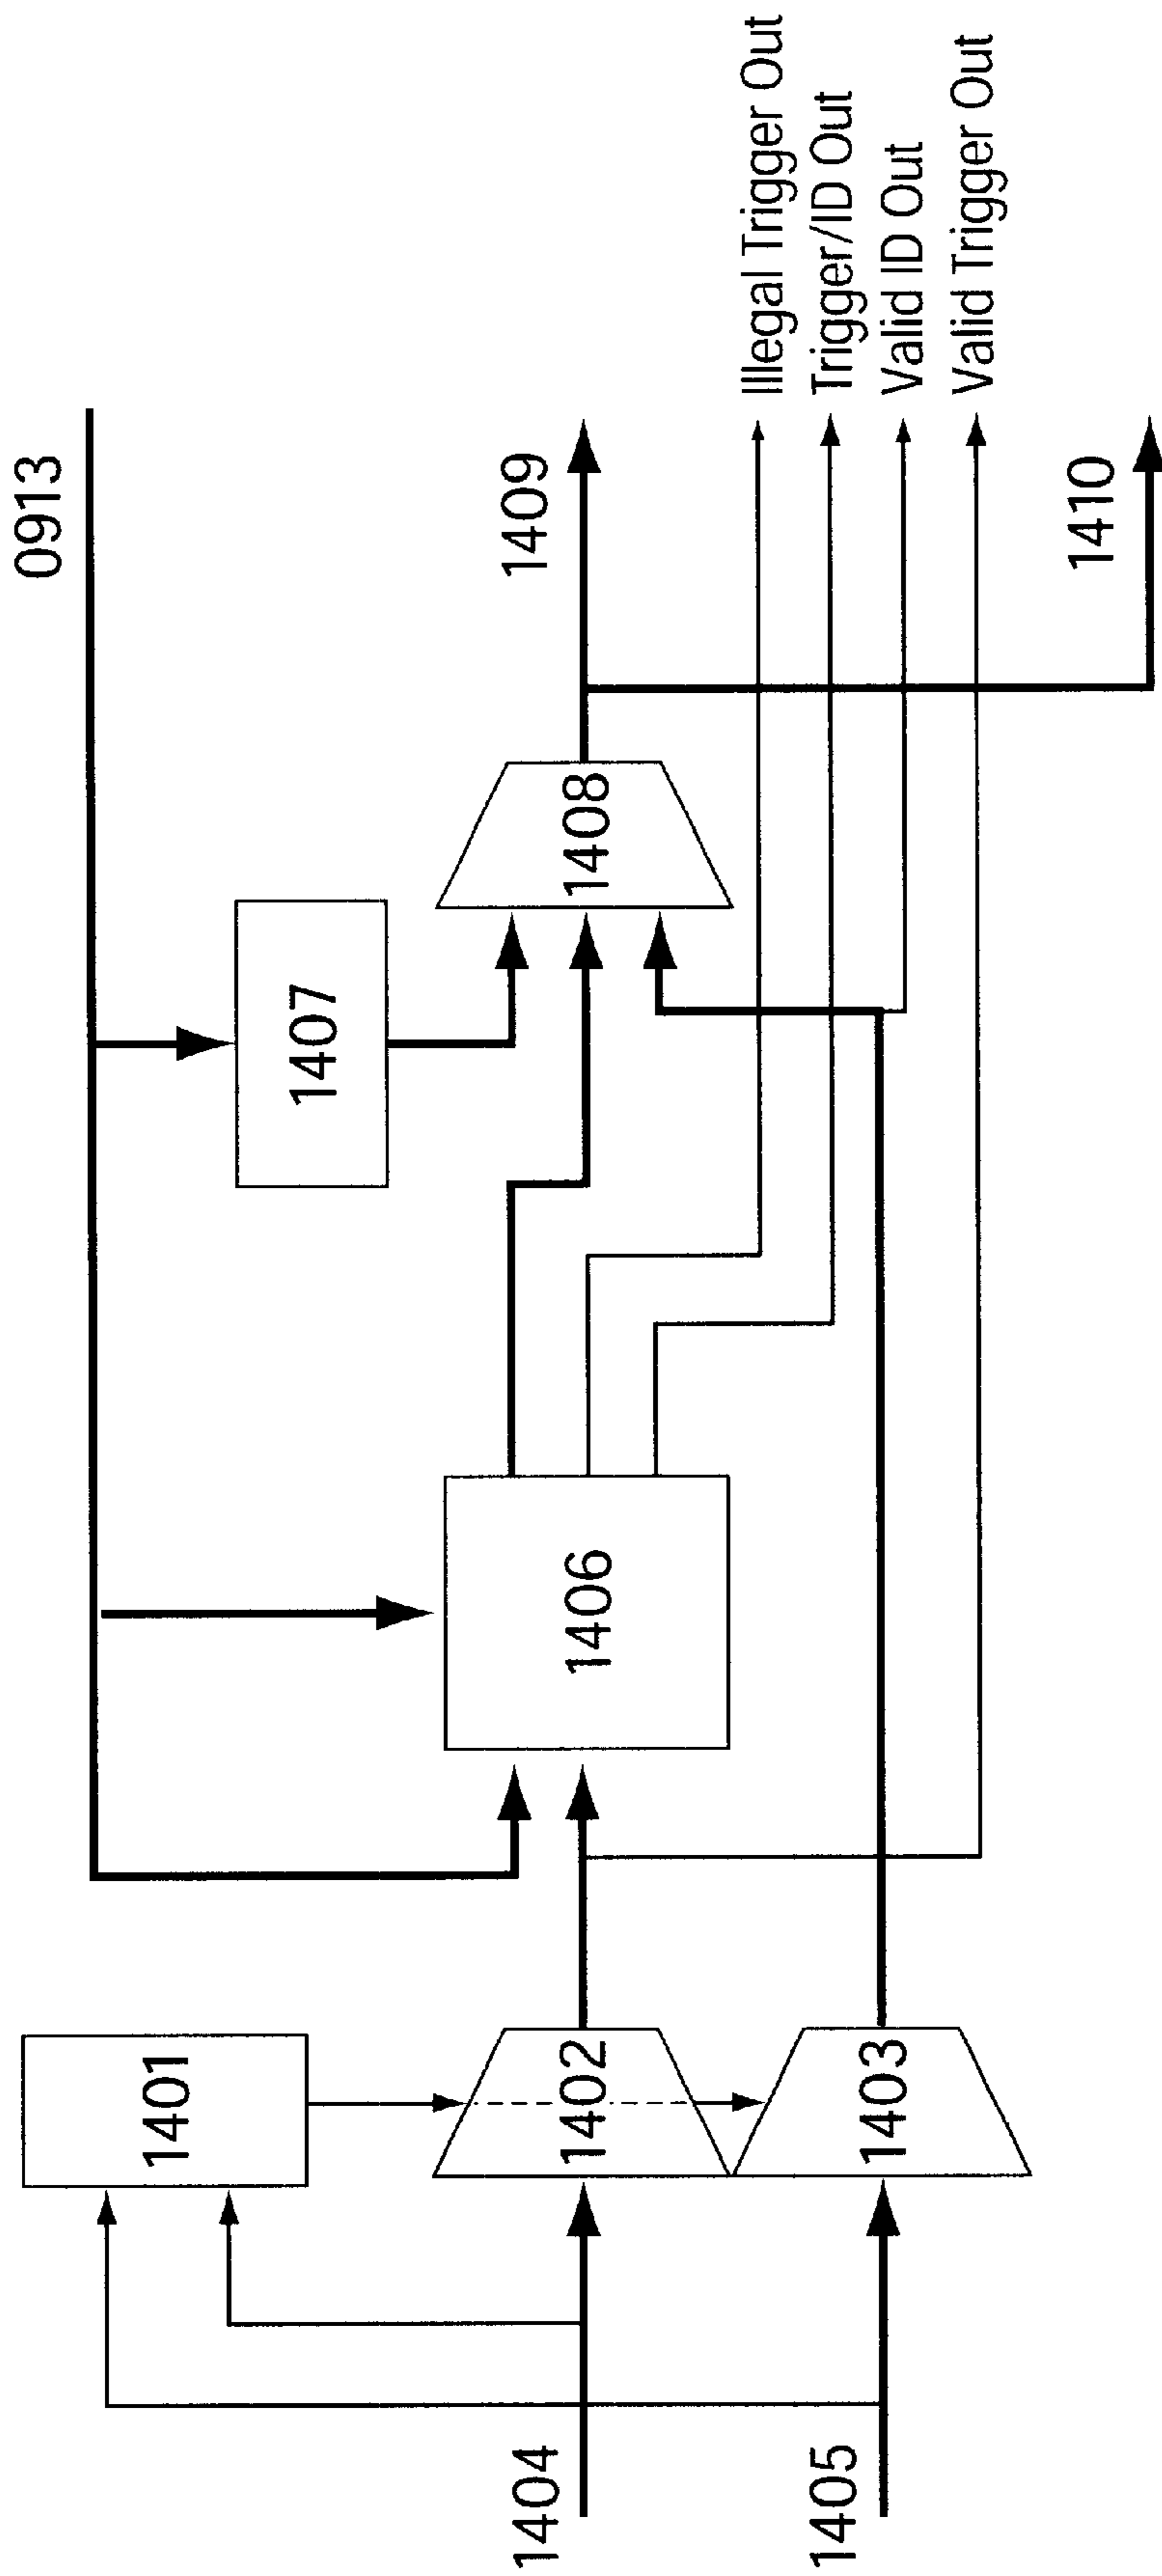 0913
1401
1407
1404
1402
1406
1408
1409
1405
1403
Illegal Trigger Out
Trigger/ID Out
Valid ID Out
Valid Trigger Out
1410